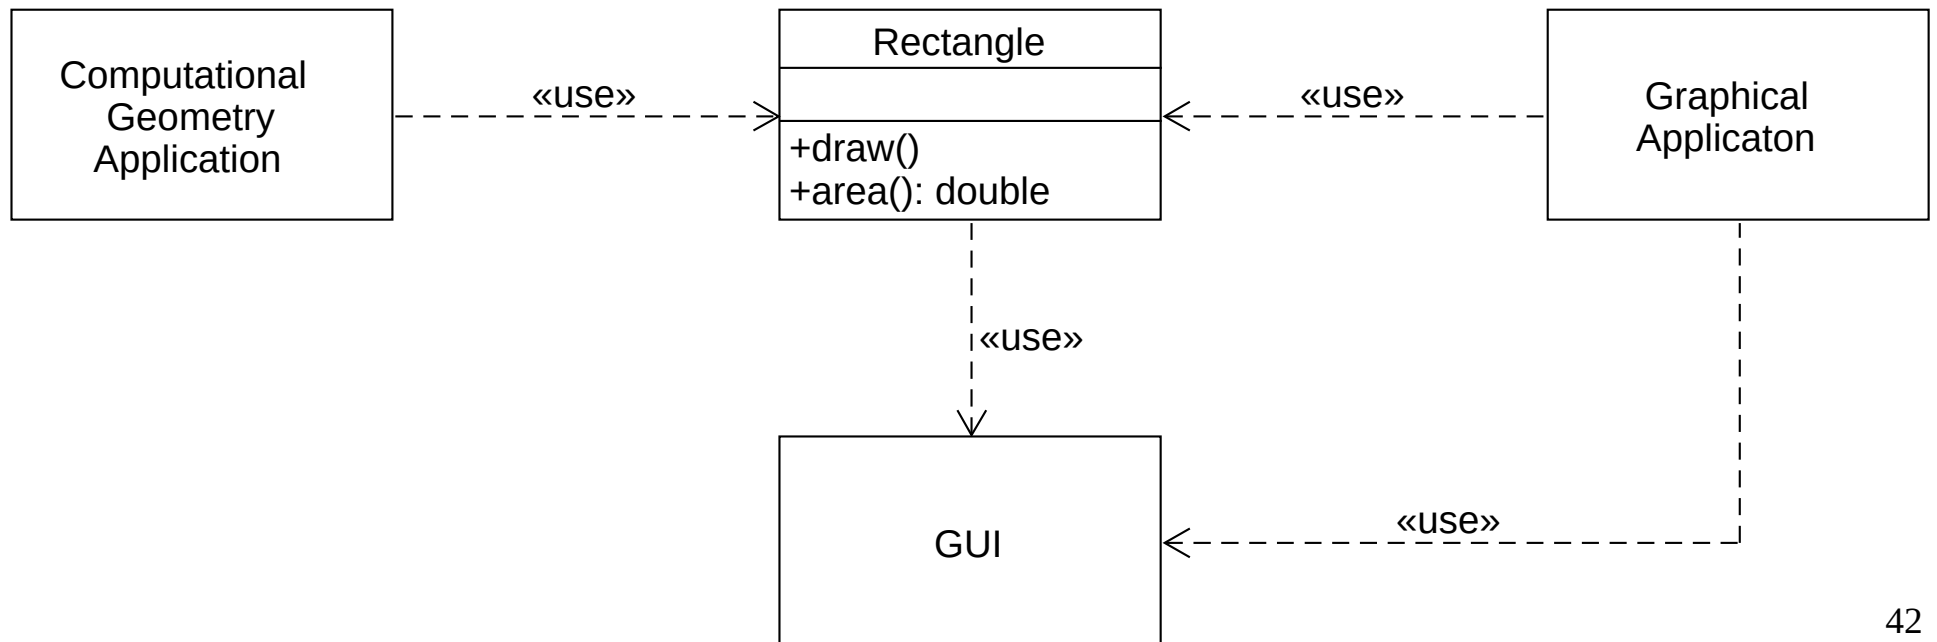 Computational
Geometry
Application
«use»
Rectangle
+draw()
+area(): double
«use»
Graphical
Applicaton
«use»
GUI
«use»
42